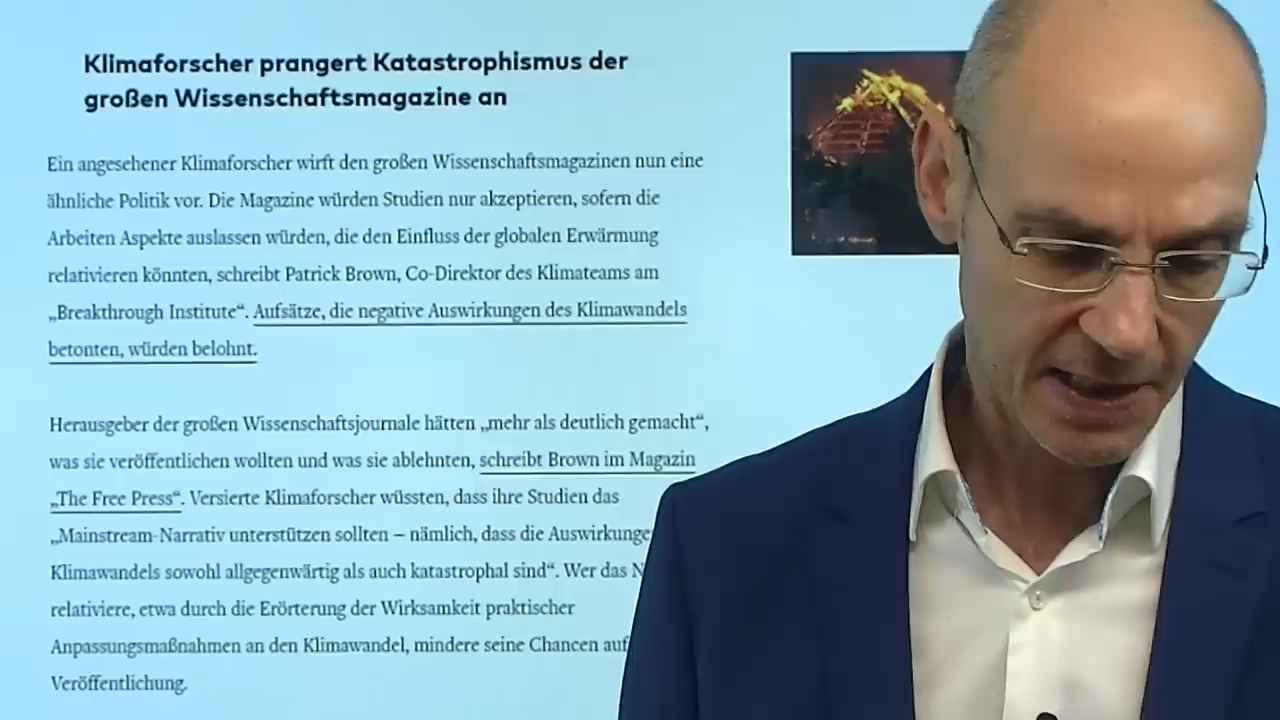 Klimaforscher prangert Katastrophismus der
großen Wissenschaftsmagazine an
Ein angesehener Klimaforscher wirft den großen Wissenschaftsmagazinen nun eine
ähnliche Politik vor. Die Magazine würden Studien nur akzeptieren, sofern die
Arbeiten Aspekte auslassen würden, die den Einfluss der globalen Erwärmung
relativieren könnten, schreibt Patrick Brown, Co-Direktor des Klimateams am
„Breakthrough Institute“. Aufsätze, die negative Auswirkungen des Klimawandels
betonten, würden belohnt.
Herausgeber der großen Wissenschaftsjournale hätten „mehr als deutlich gemacht“,
was sie veröffentlichen wollten und was sie ablehnten, schreibt Brown im Magazin
„The Free Press“. Versierte Klimaforscher wüssten, dass ihre Studien das
„Mainstream-Narrativ unterstützen sollten – nämlich, dass die
Klimawandels sowohl allgegenwärtig als auch katastrophal sind“. Wer das
relativiere, etwa durch die Erörterung der Wirksamkeit praktischer
Anpassungsmaßnahmen an den Klimawandel, mindere seine Chancen auf
Veröffentlichung.